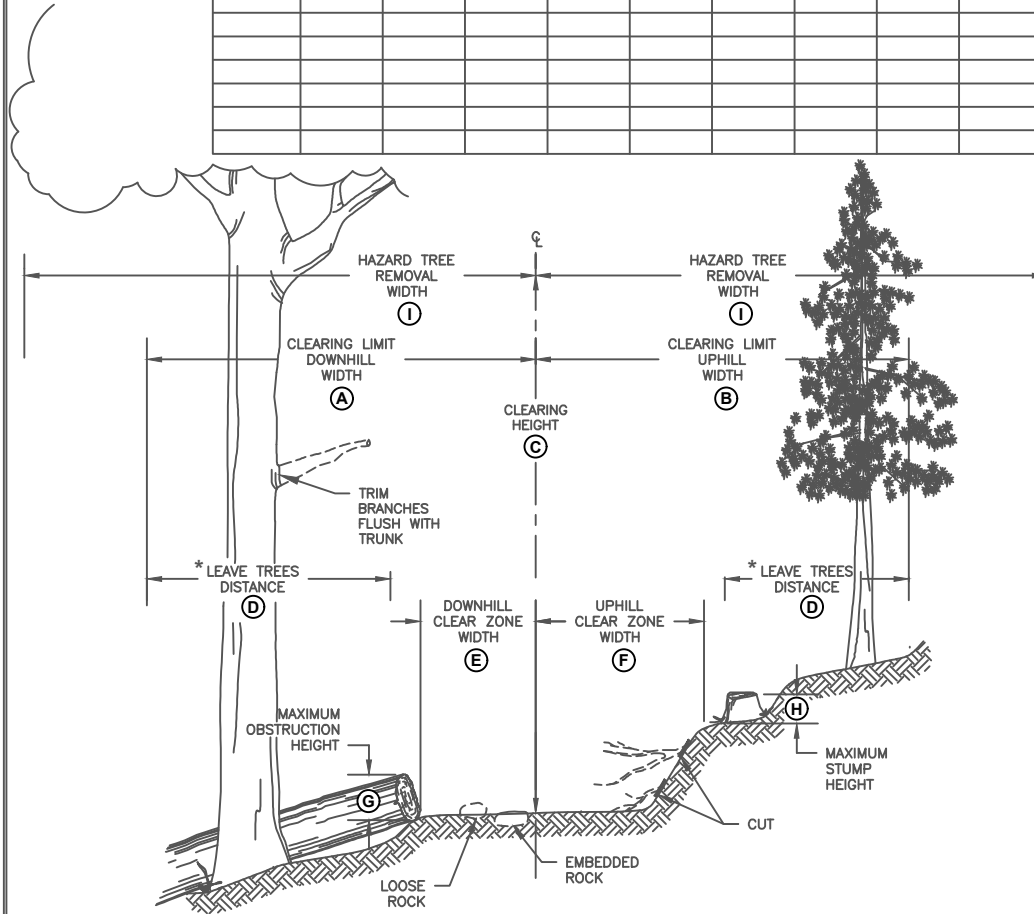 ℄
HAZARD TREE
REMOVAL
WIDTH
I
HAZARD TREE
REMOVAL
WIDTH
I
CLEARING LIMIT
DOWNHILL
WIDTH
A
CLEARING LIMIT
UPHILL
WIDTH
B
CLEARING
HEIGHT
C
TRIM
BRANCHES
FLUSH WITH
TRUNK
* LEAVE TREES
DISTANCE
D
* LEAVE TREES
DISTANCE
D
DOWNHILL
CLEAR ZONE
WIDTH
E
UPHILL
CLEAR ZONE
WIDTH
F
MAXIMUM
OBSTRUCTION
HEIGHT
G
H
MAXIMUM
STUMP
HEIGHT
CUT
EMBEDDED
ROCK
LOOSE
ROCK